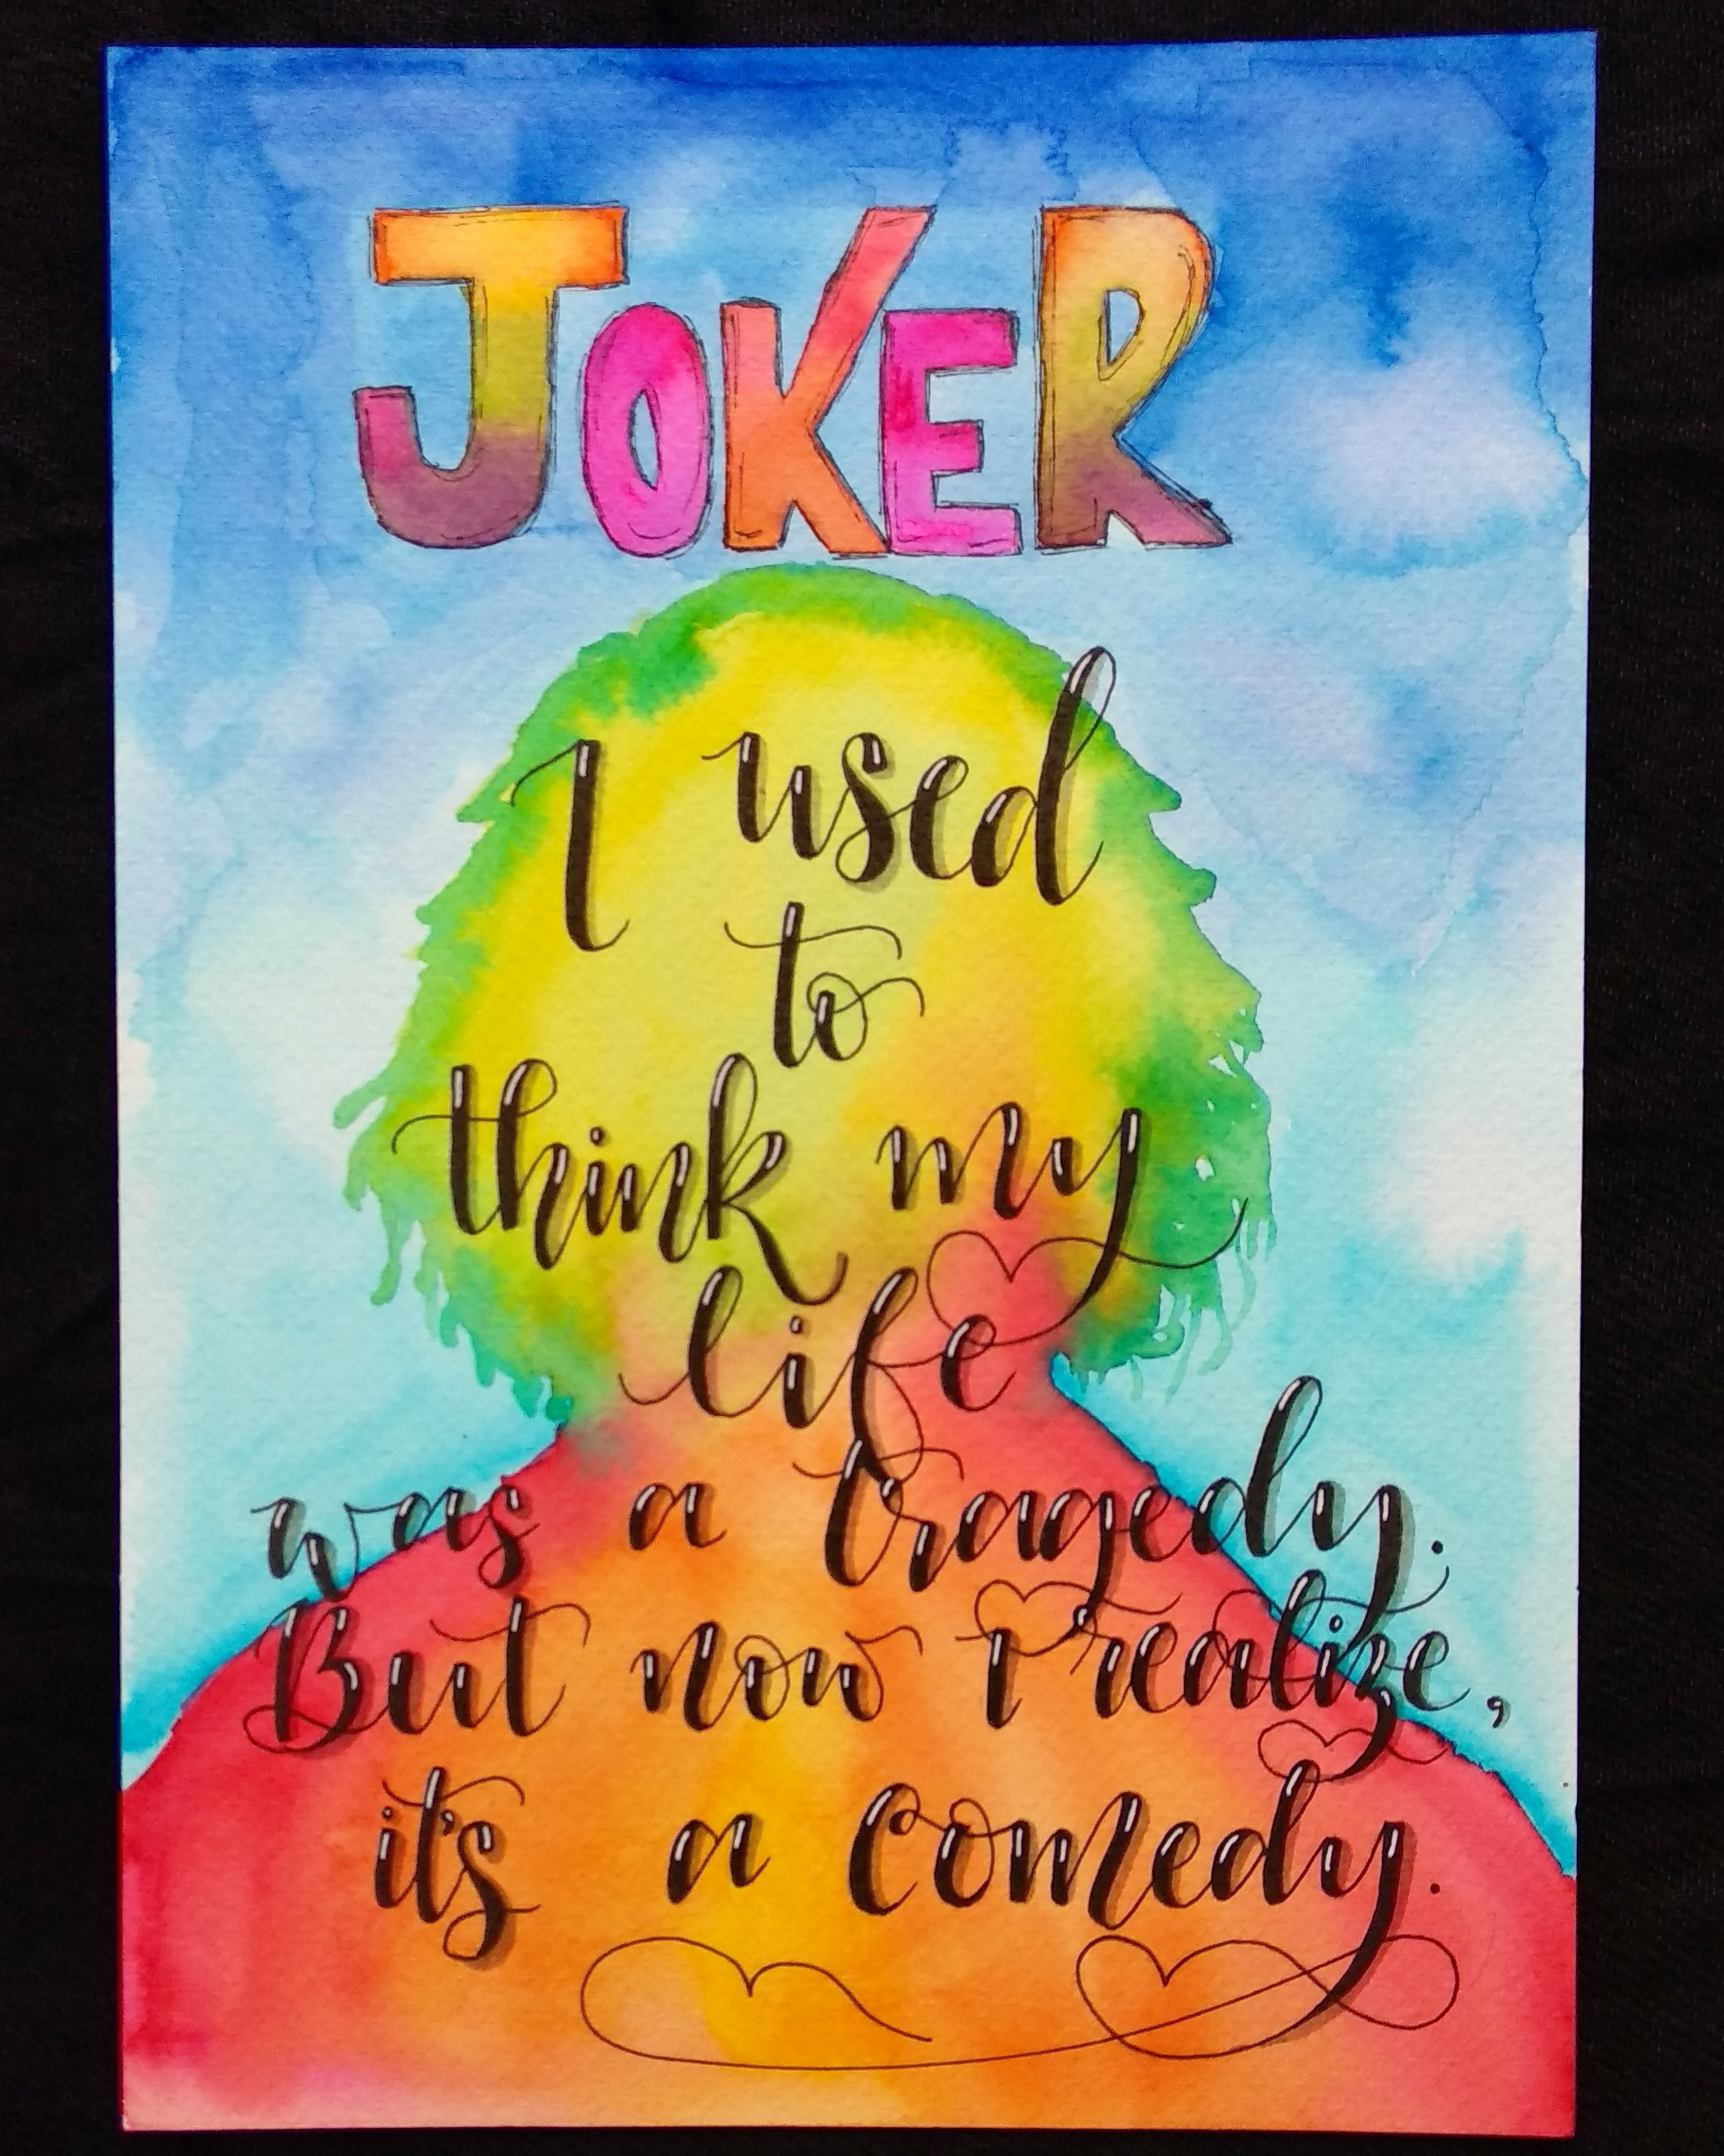 JOKER
I used
to
think my
life
was a tragedy.
But now I realize,
it's a comedy.